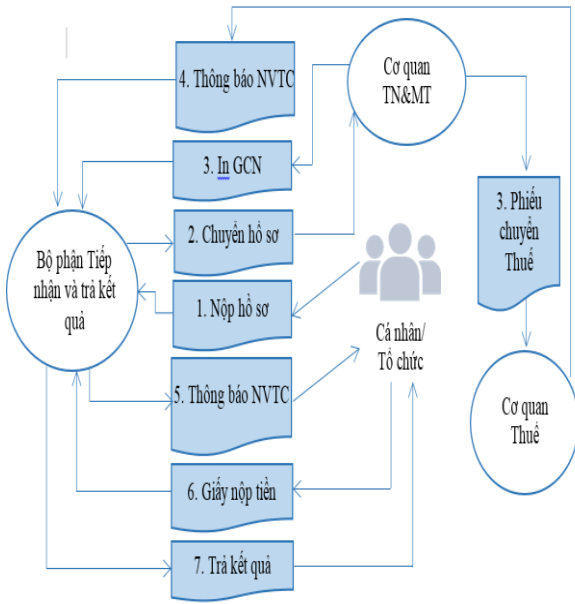 4. Thông báo NVTC
Cơ quan
TN&MT
3. In GCN
3. Phiếu
chuyển
Thuế
2. Chuyển hồ sơ
Bộ phận Tiếp
nhận và trả kết
quả
1. Nộp hồ sơ
Cá nhân/
Tổ chức
5. Thông báo NVTC
Cơ quan
Thuế
6. Giấy nộp tiền
7. Trả kết quả